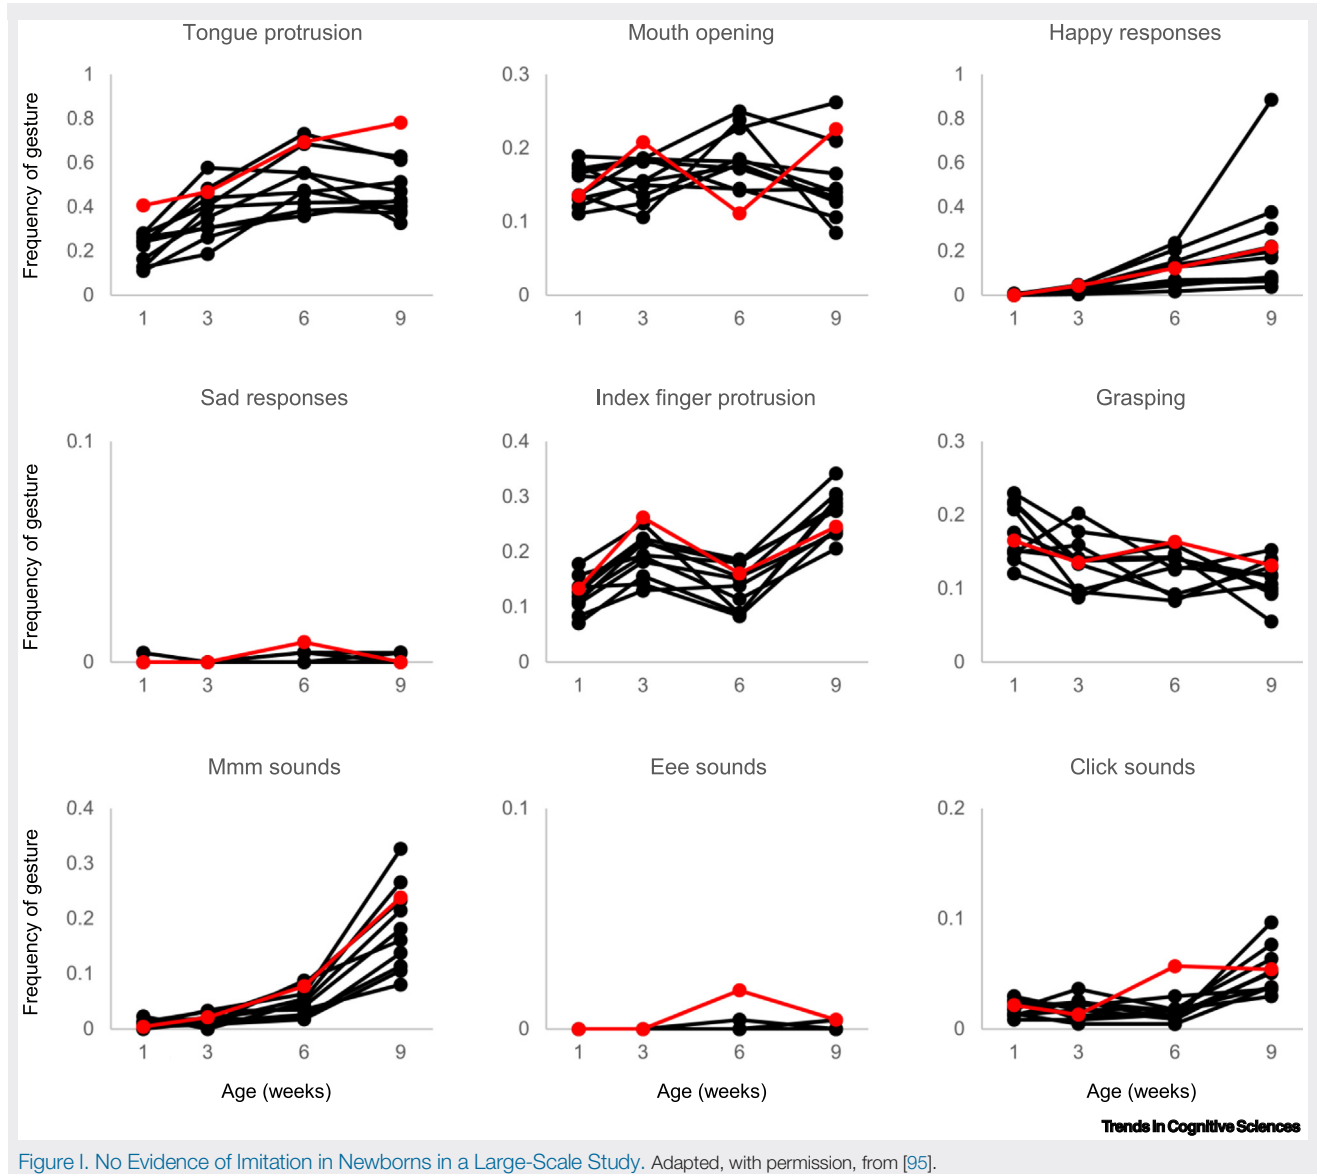 Tongue protrusion
Mouth opening
Happy responses
Frequency of gesture
1
0.8
0.6
0.4
0.2
0
1 3 6 9
0.3
0.2
0.1
0
1 3 6 9
1
0.8
0.6
0.4
0.2
0
1 3 6 9
Sad responses
Index finger protrusion
Grasping
Frequency of gesture
0.1
0
1 3 6 9
0.4
0.3
0.2
0.1
0
1 3 6 9
0.3
0.2
0.1
0
1 3 6 9
Mmm sounds
Eee sounds
Click sounds
Frequency of gesture
0.4
0.3
0.2
0.1
0
1 3 6 9
Age (weeks)
0.1
0
1 3 6 9
Age (weeks)
0.2
0.1
0
1 3 6 9
Age (weeks)
Trends in Cognitive Sciences
Figure I. No Evidence of Imitation in Newborns in a Large-Scale Study. Adapted, with permission, from [95].